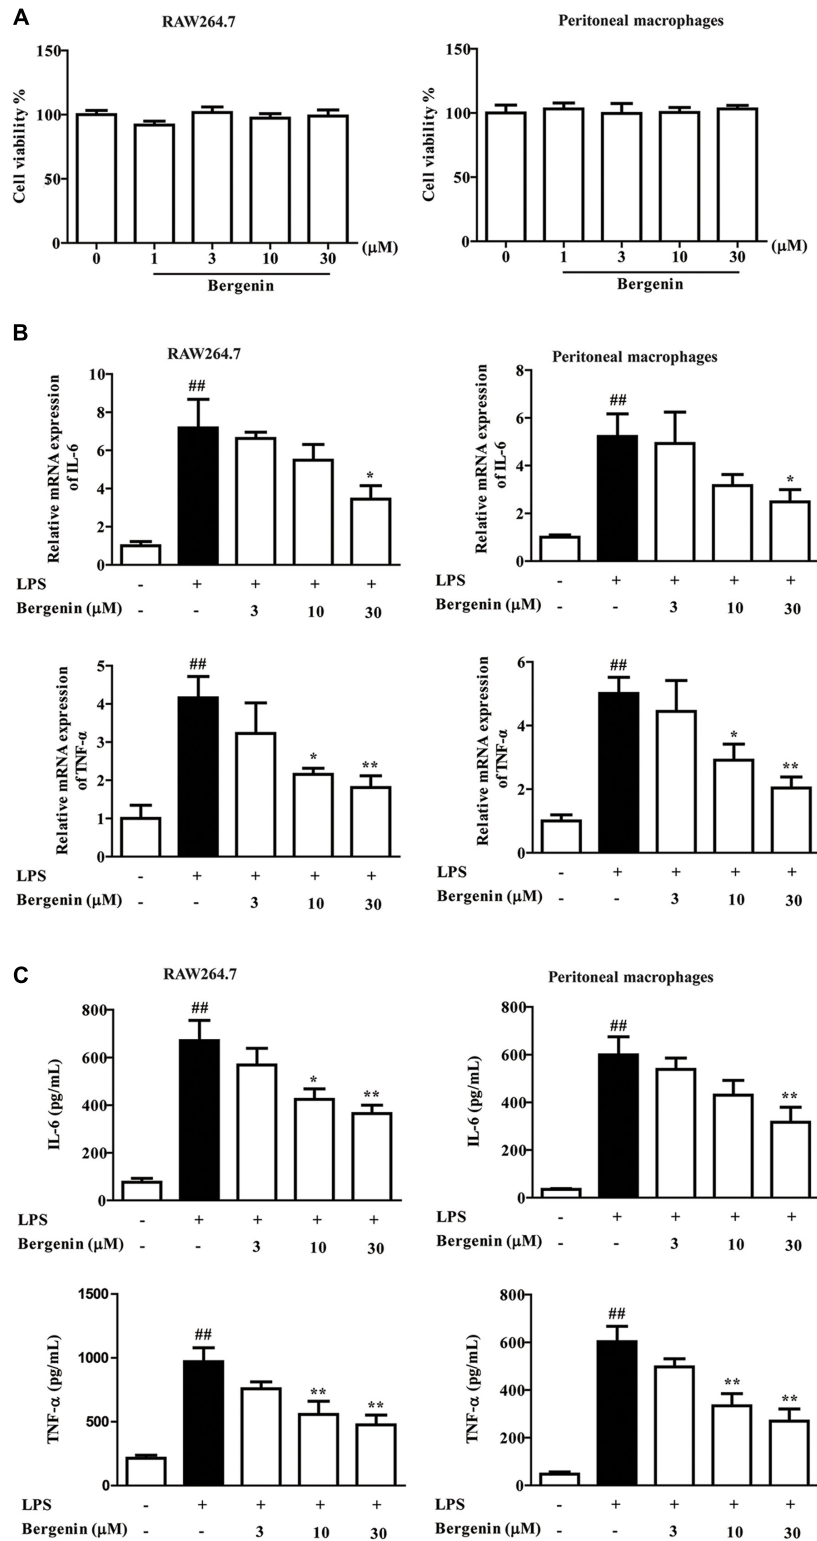 A
RAW264.7
Peritoneal macrophages
Cell viability %
150
100
50
0
0 1 3 10 30 (μM)
Bergenin
Cell viability %
150
100
50
0
0 1 3 10 30 (μM)
Bergenin
B
RAW264.7
Relative mRNA expression
of IL-6
10
8
6
4
2
0
##
*
LPS - + + + +
Bergenin (μM) - - 3 10 30
Peritoneal macrophages
Relative mRNA expression
of IL-6
8
6
4
2
0
##
*
LPS - + + + +
Bergenin (μM) - - 3 10 30
Relative mRNA expression
of TNF-α
5
4
3
2
1
0
##
*
**
LPS - + + + +
Bergenin (μM) - - 3 10 30
Relative mRNA expression
of TNF-α
6
4
2
0
##
*
**
LPS - + + + +
Bergenin (μM) - - 3 10 30
C
RAW264.7
IL-6 (pg/mL)
800
600
400
200
0
##
*
**
LPS - + + + +
Bergenin (μM) - - 3 10 30
Peritoneal macrophages
IL-6 (pg/mL)
800
600
400
200
0
##
**
LPS - + + + +
Bergenin (μM) - - 3 10 30
TNF-α (pg/mL)
1500
1000
500
0
##
**
**
LPS - + + + +
Bergenin (μM) - - 3 10 30
TNF-α (pg/mL)
800
600
400
200
0
##
**
**
LPS - + + + +
Bergenin (μM) - - 3 10 30